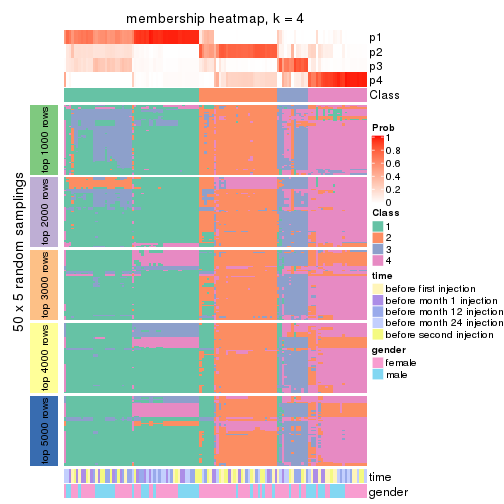 membership heatmap, k = 4
p1
p2
p3
p4
Class
50 x 5 random samplings
top 1000 rows
top 2000 rows
top 3000 rows
top 4000 rows
top 5000 rows
time
gender
Prob
1
0.8
0.6
0.4
0.2
0
Class
1
2
3
4
time
before first injection
before month 1 injection
before month 12 injection
before month 24 injection
before second injection
gender
female
male